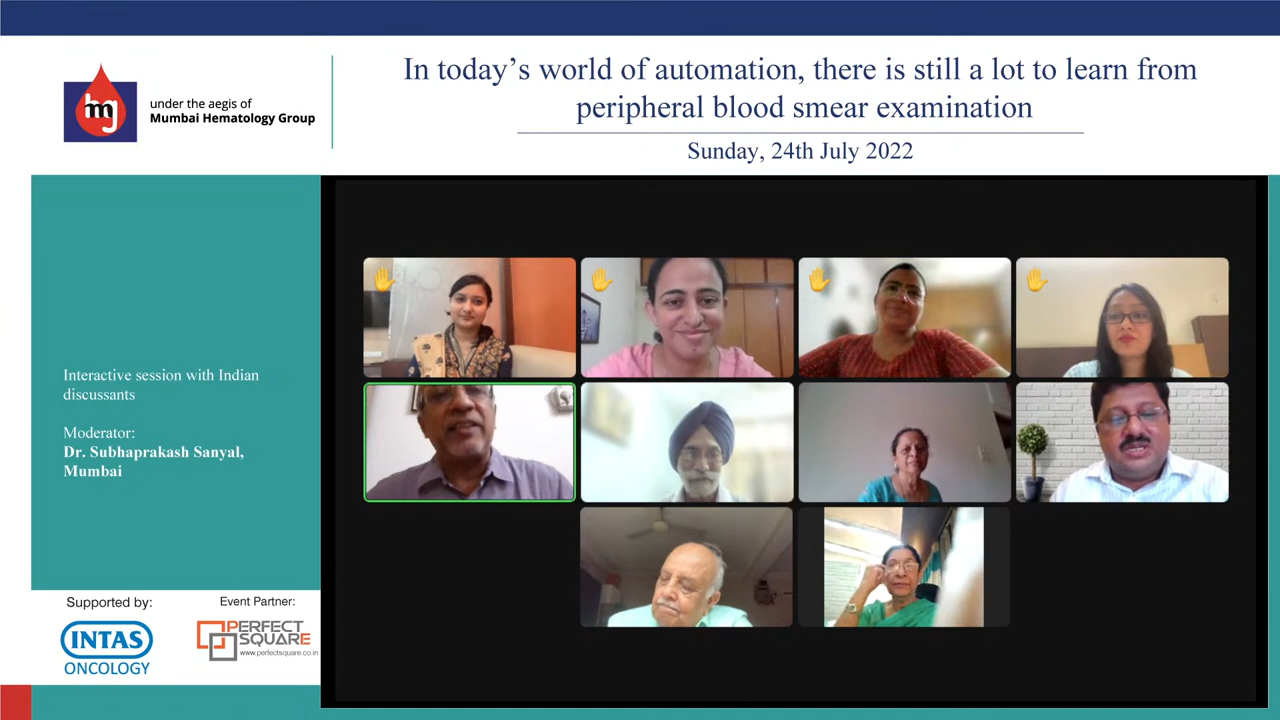 In today’s world of automation, there is still a lot to learn from
peripheral blood smear examination
Sunday, 24th July 2022
hmg
under the aegis of
Mumbai Hematology Group
Interactive session with Indian
discussants
Moderator:
Dr. Subhaprakash Sanyal,
Mumbai
Supported by:
INTAS
ONCOLOGY
Event Partner:
PERFECT
SQUARE
www.perfectsquare.co.in